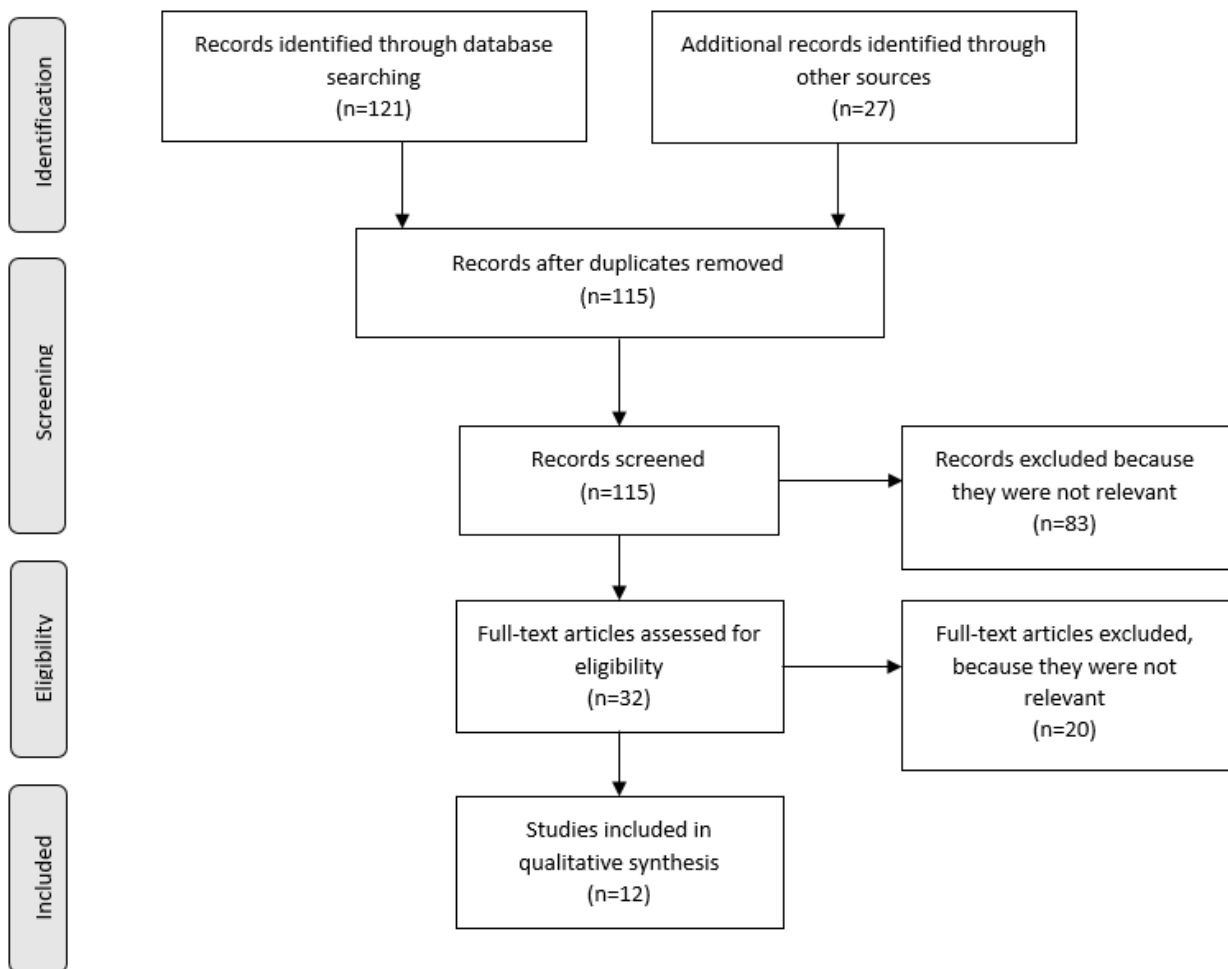 Identification
Records identified through database
searching
(n=121)
Additional records identified through
other sources
(n=27)
Screening
Records after duplicates removed
(n=115)
Records screened
(n=115)
Records excluded because
they were not relevant
(n=83)
Eligibility
Full-text articles assessed for
eligibility
(n=32)
Full-text articles excluded,
because they were not
relevant
(n=20)
Included
Studies included in
qualitative synthesis
(n=12)